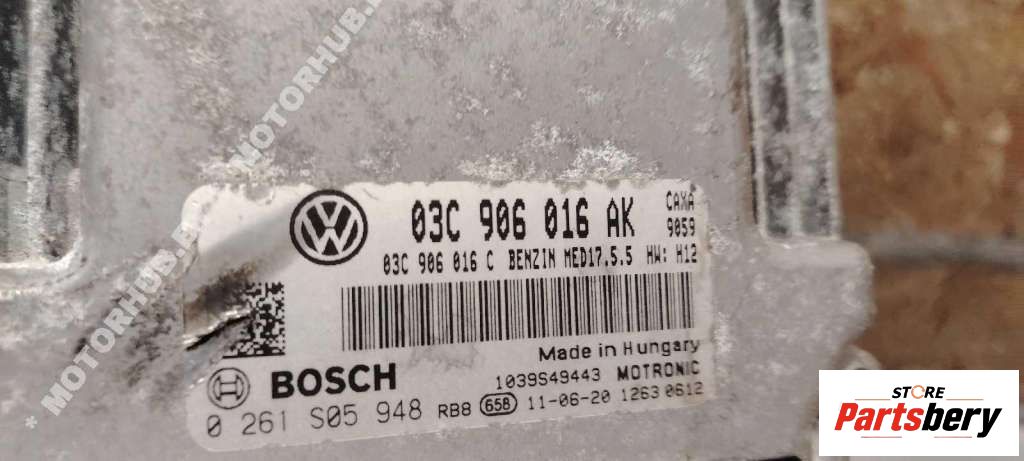 * MOTORHUB.
* MOTORHUB.
VW
03C 906 016 AK
CAXA
9059
03C 906 016 C BENZIN MED17.5.5 HW: H12
Made in Hungary
BOSCH
1039S49443 MOTRONIC
0 261 S05 948 RB8 658 11-06-20 1263 0612
STORE
Partsbery